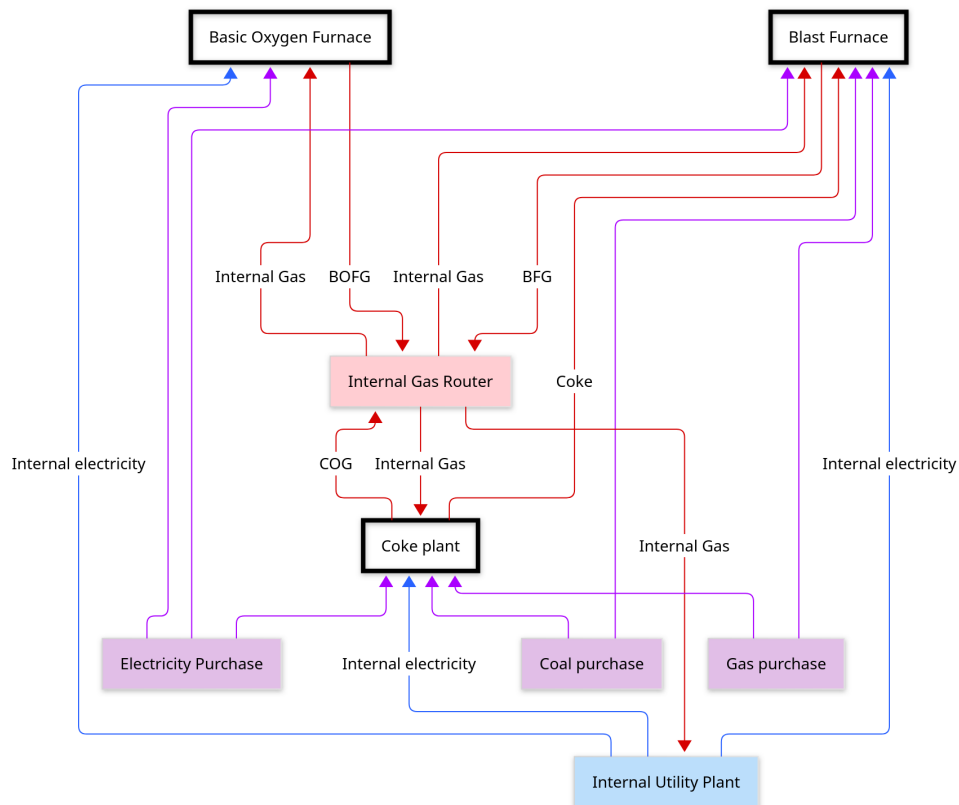 Basic Oxygen Furnace
Blast Furnace
Internal Gas
BOFG
Internal Gas
BFG
Internal Gas Router
Coke
Internal electricity
COG
Internal Gas
Internal electricity
Coke plant
Internal Gas
Electricity Purchase
Internal electricity
Coal purchase
Gas purchase
Internal Utility Plant